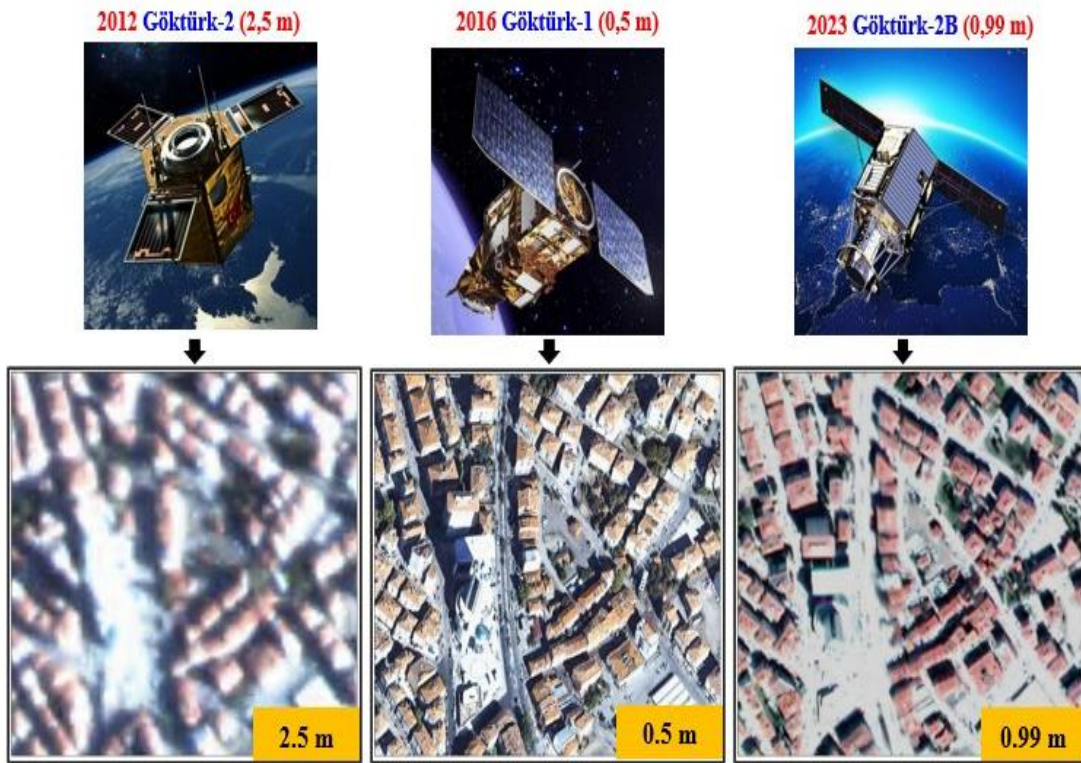 2012 Göktürk-2 (2,5 m)
2016 Göktürk-1 (0,5 m)
2023 Göktürk-2B (0,99 m)
2.5 m
0.5 m
0.99 m